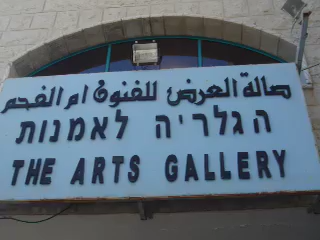 صالة العرض للفنون ام الفحم
הגלריה לאמנות
THE ARTS GALLERY